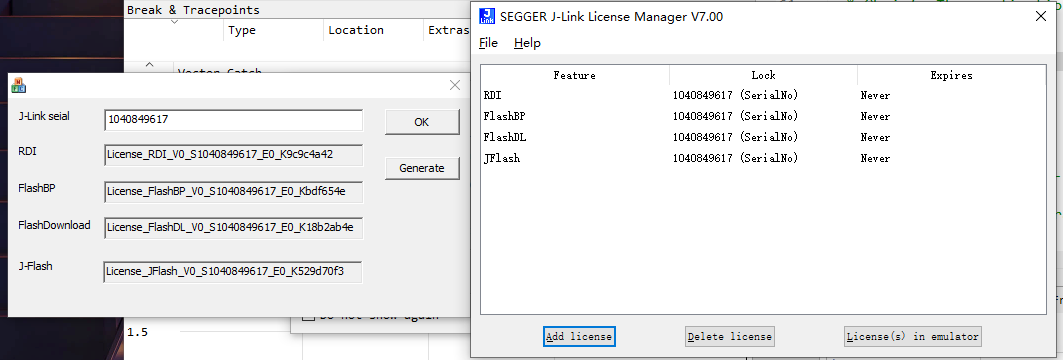 Break & Tracepoints
Type Location Extras
J-Link seial 1040849617 OK
RDI License_RDI_V0_S1040849617_E0_K9c9c4a42
Generate
FlashBP License_FlashBP_V0_S1040849617_E0_Kbdf654e
FlashDownload License_FlashDL_V0_S1040849617_E0_K18b2ab4e
J-Flash License_JFlash_V0_S1040849617_E0_K529d70f3
1.5
SEGGER J-Link License Manager V7.00
File Help
Feature Lock Expires
RDI 1040849617 (SerialNo) Never
FlashBP 1040849617 (SerialNo) Never
FlashDL 1040849617 (SerialNo) Never
JFlash 1040849617 (SerialNo) Never
Add license Delete license License(s) in emulator